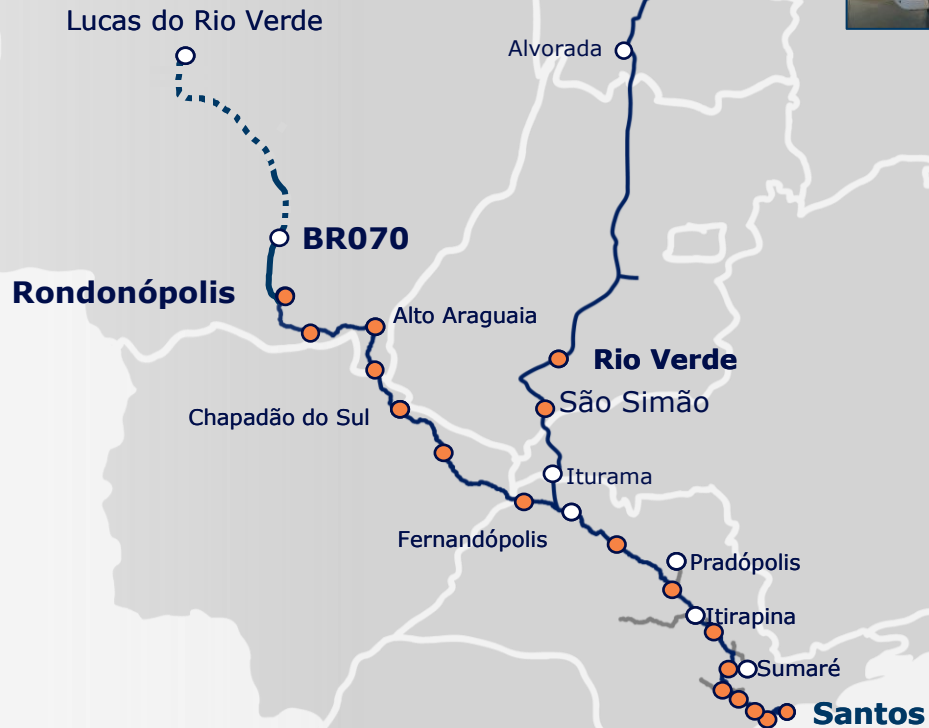 Lucas do Rio Verde
Alvorada
BR070
Rondonópolis
Alto Araguaia
Rio Verde
São Simão
Chapadão do Sul
Iturama
Fernandópolis
Pradópolis
Itirapina
Sumaré
Santos